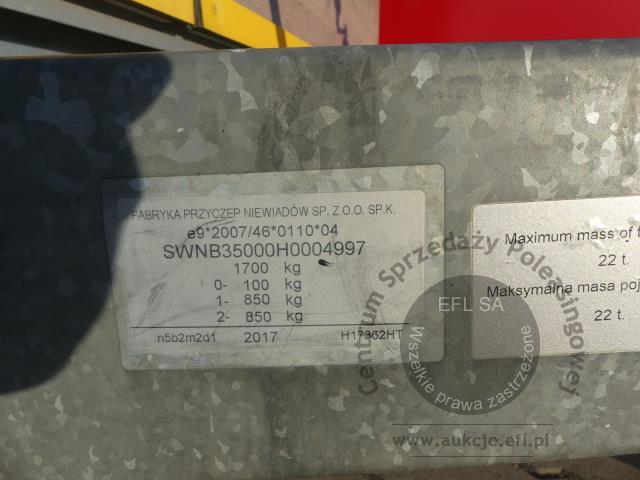 FABRYKA PRZYCZEP NIEWIADÓW SP. Z O.O. SP.K.
e9*2007/46*0110*04
SWNB35000H0004997
1700 kg
0- 100 kg
1- 850 kg
2- 850 kg
n5b2m2d1 2017 H17362HT
Maximum mass of t
22 t.
Maksymalna masa poj
22 t.
Centrum Sprzedaży Poleasingowej
EFL SA
Wszelkie prawa zastrzeżone
www.aukcje.efl.pl